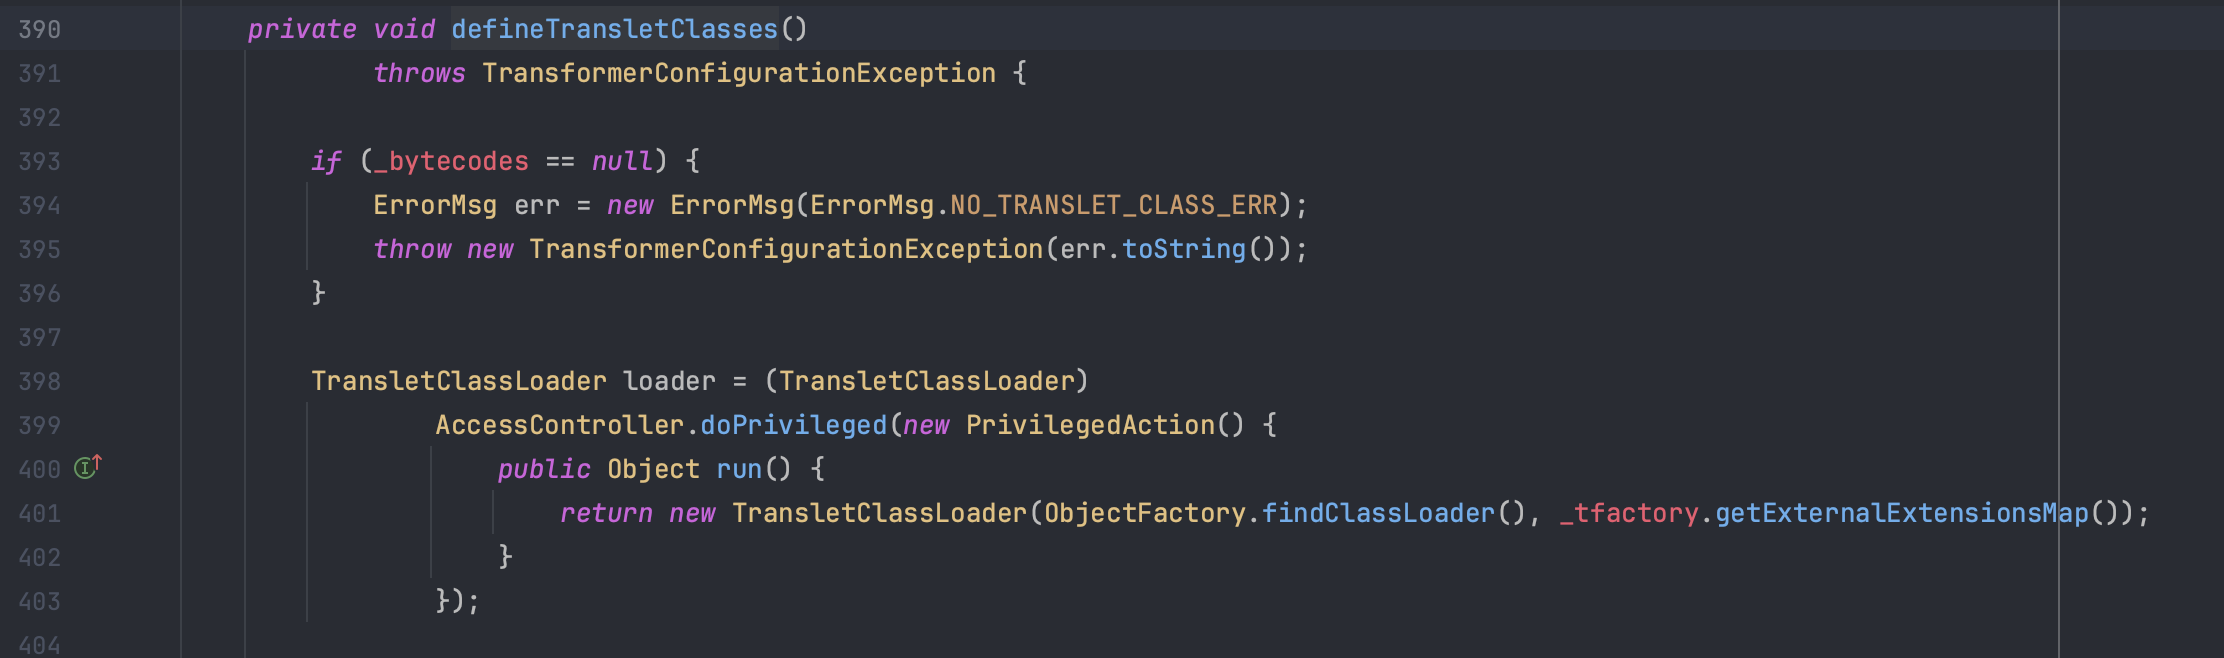 390 private void defineTransletClasses()
391 throws TransformerConfigurationException {
392
393 if (_bytecodes == null) {
394 ErrorMsg err = new ErrorMsg(ErrorMsg.NO_TRANSLET_CLASS_ERR);
395 throw new TransformerConfigurationException(err.toString());
396 }
397
398 TransletClassLoader loader = (TransletClassLoader)
399 AccessController.doPrivileged(new PrivilegedAction() {
400 public Object run() {
401 return new TransletClassLoader(ObjectFactory.findClassLoader(), _tfactory.getExternalExtensionsMap());
402 }
403 });
404